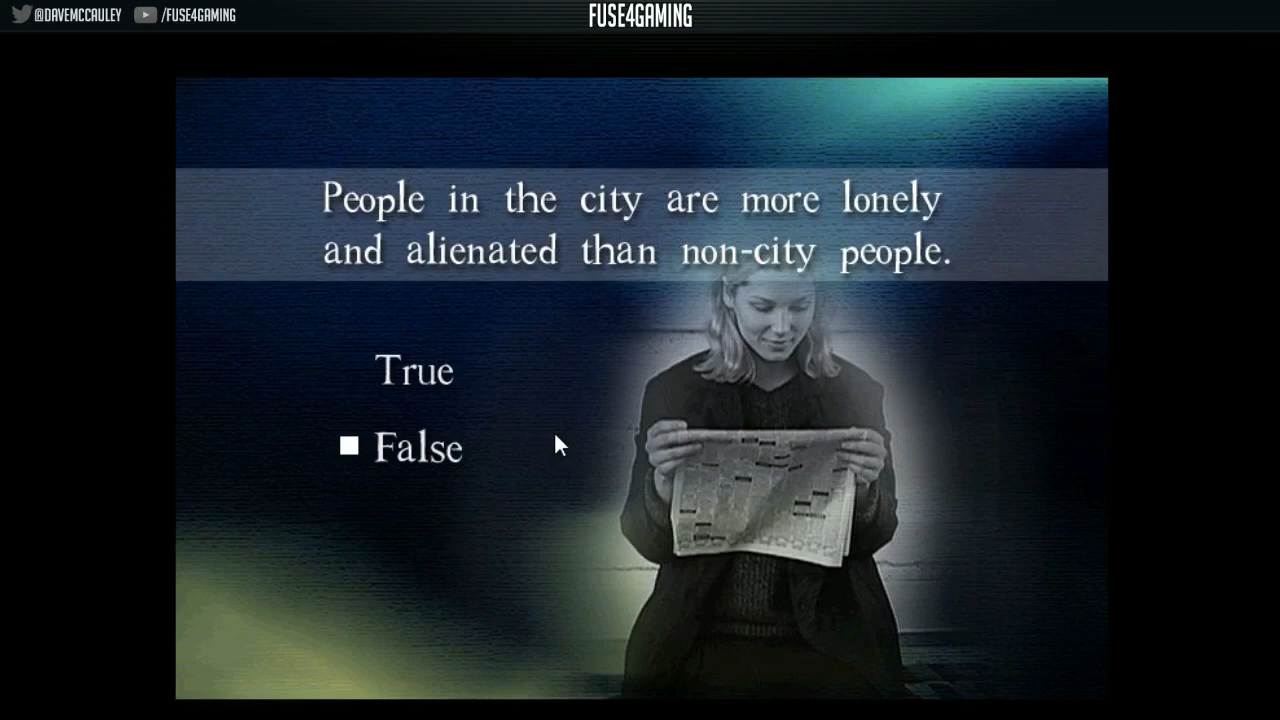 @DAVEMCCAULEY
/FUSE4GAMING
FUSE4GAMING
People in the city are more lonely
and alienated than non-city people.
True
False